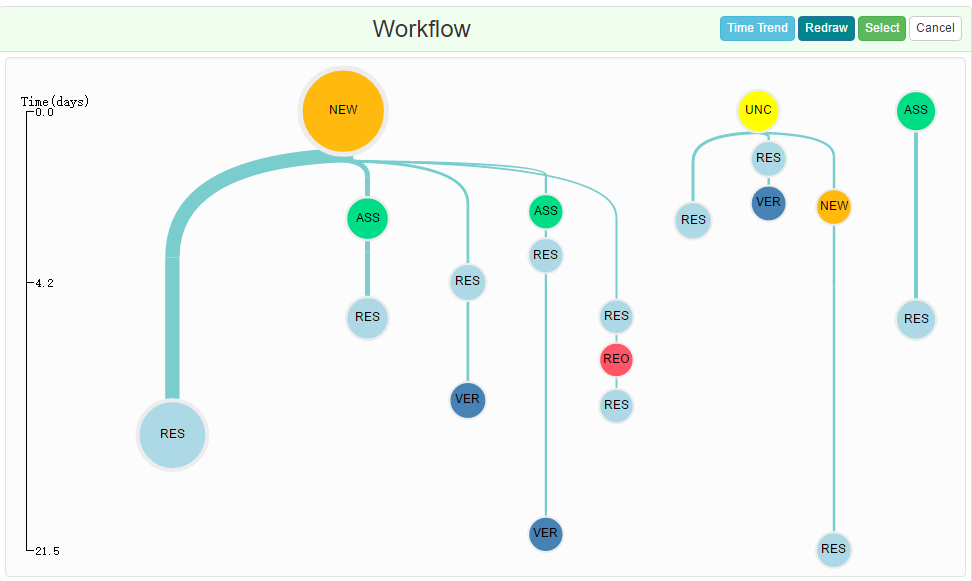 Workflow
Time Trend
Redraw
Select
Cancel
Time(days)
0.0
NEW
UNC
ASS
RES
VER
NEW
RES
ASS
ASS
RES
4.2
RES
RES
RES
RES
REO
VER
RES
RES
VER
RES
21.5